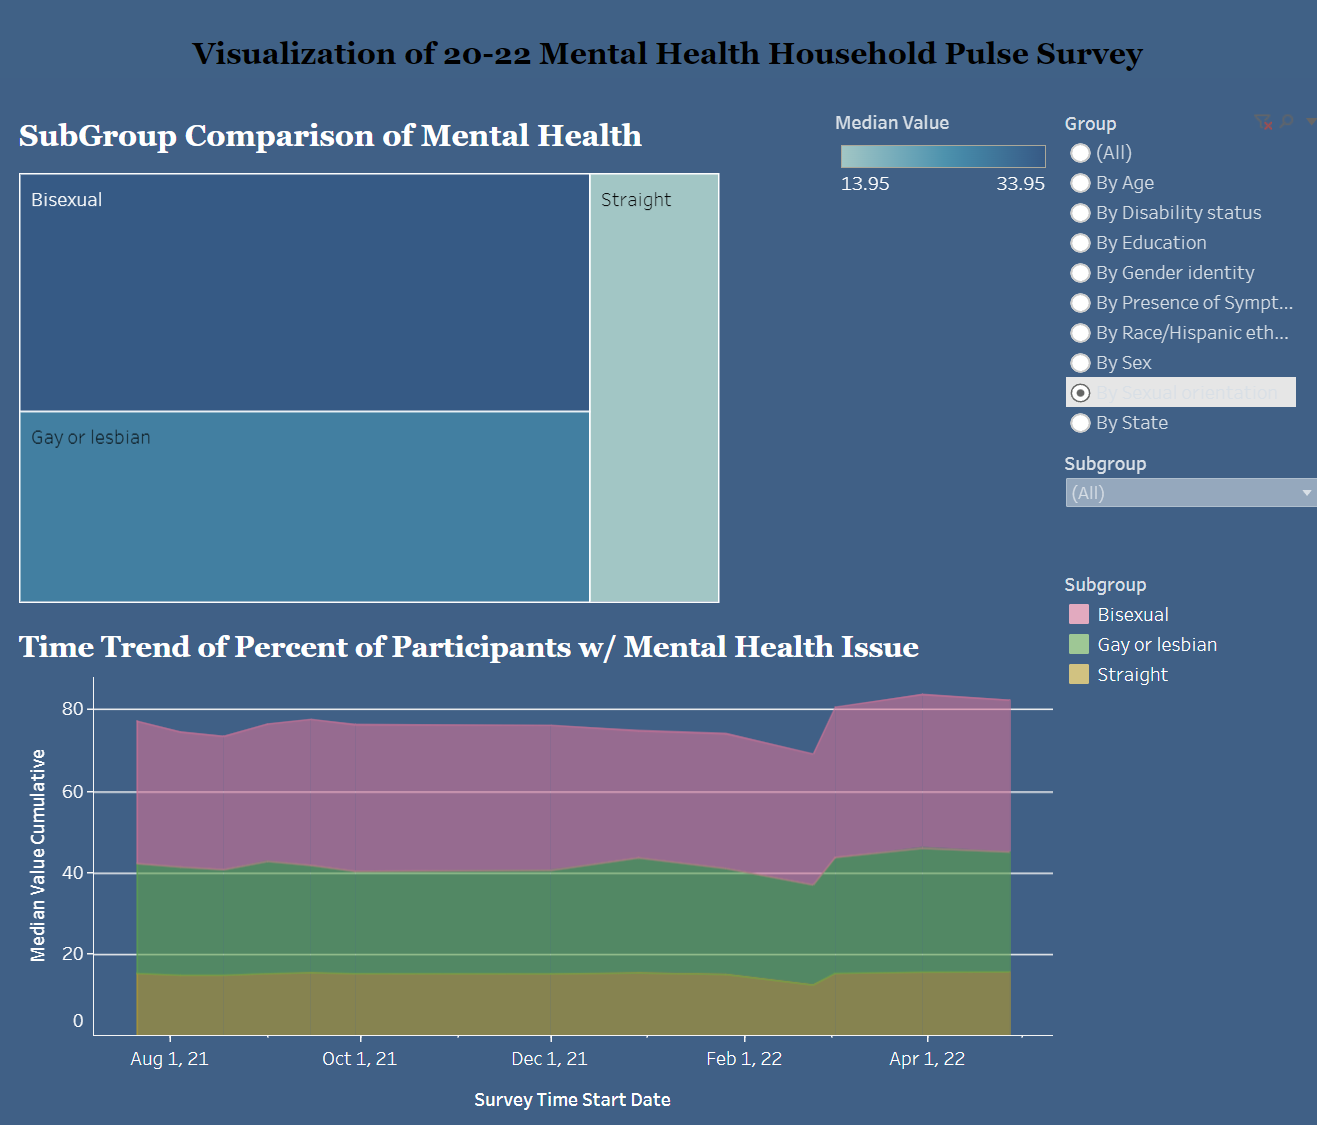 Visualization of 20-22 Mental Health Household Pulse Survey
SubGroup Comparison of Mental Health
Bisexual
Straight
Gay or lesbian
Median Value
13.95
33.95
Group
(All)
By Age
By Disability status
By Education
By Gender identity
By Presence of Sympt...
By Race/Hispanic eth...
By Sex
By Sexual orientation
By State
Subgroup
(All)
Subgroup
Bisexual
Gay or lesbian
Straight
Time Trend of Percent of Participants w/ Mental Health Issue
Median Value Cumulative
80
60
40
20
0
Aug 1, 21
Oct 1, 21
Dec 1, 21
Feb 1, 22
Apr 1, 22
Survey Time Start Date